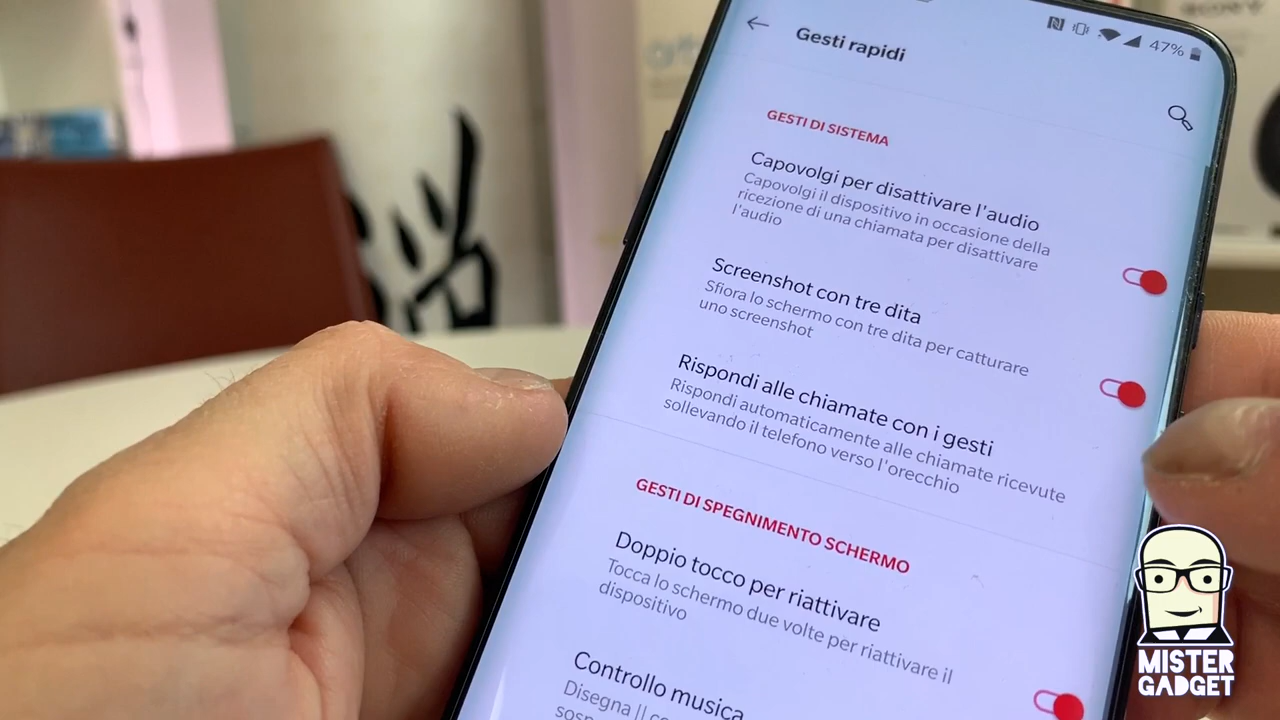 SONY
47%
Gesti rapidi
GESTI DI SISTEMA
Capovolgi per disattivare l'audio
Capovolgi il dispositivo in occasione della
ricezione di una chiamata per disattivare
l'audio
Screenshot con tre dita
Sfiora lo schermo con tre dita per catturare
uno screenshot
Rispondi alle chiamate con i gesti
Rispondi automaticamente alle chiamate ricevute
sollevando il telefono verso l'orecchio
GESTI DI SPEGNIMENTO SCHERMO
Doppio tocco per riattivare
Tocca lo schermo due volte per riattivare il
dispositivo
Controllo musica
Disegna ||
MISTER
GADGET